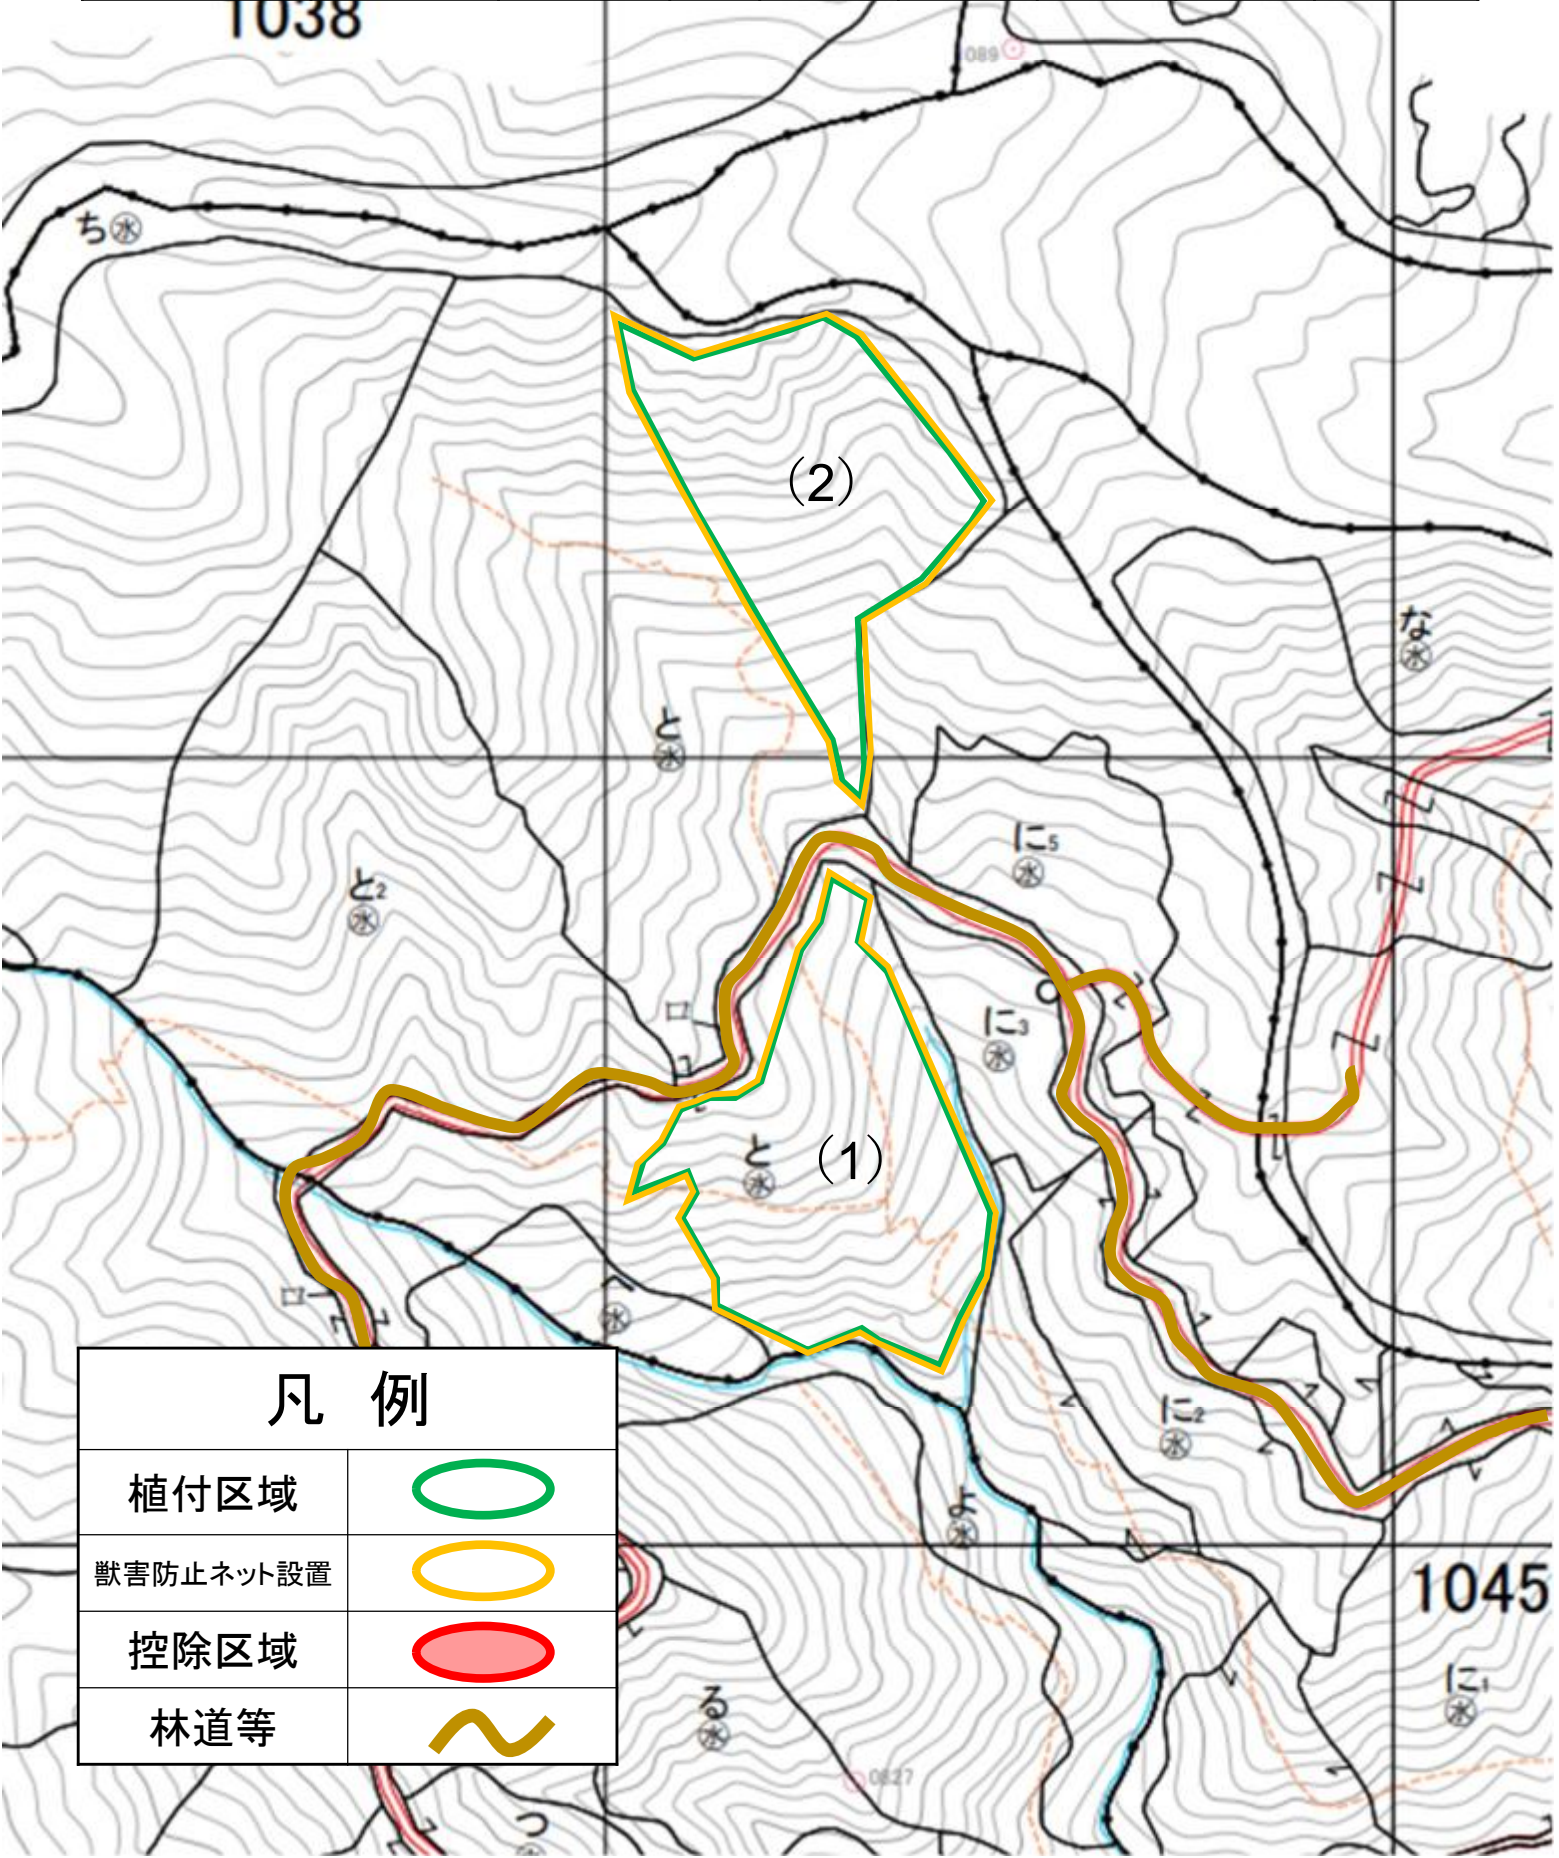 1038
1089
ち㊌
(2)
な
㊌
と
㊌
に5
㊌
と2
㊌
ロ
に3
㊌
と
㊌
(1)
ロ
へ
㊌
凡 例
植付区域
獣害防止ネット設置
控除区域
林道等
に2
㊌
よ
㊌
1045
に1
㊌
る
㊌
0827
つ